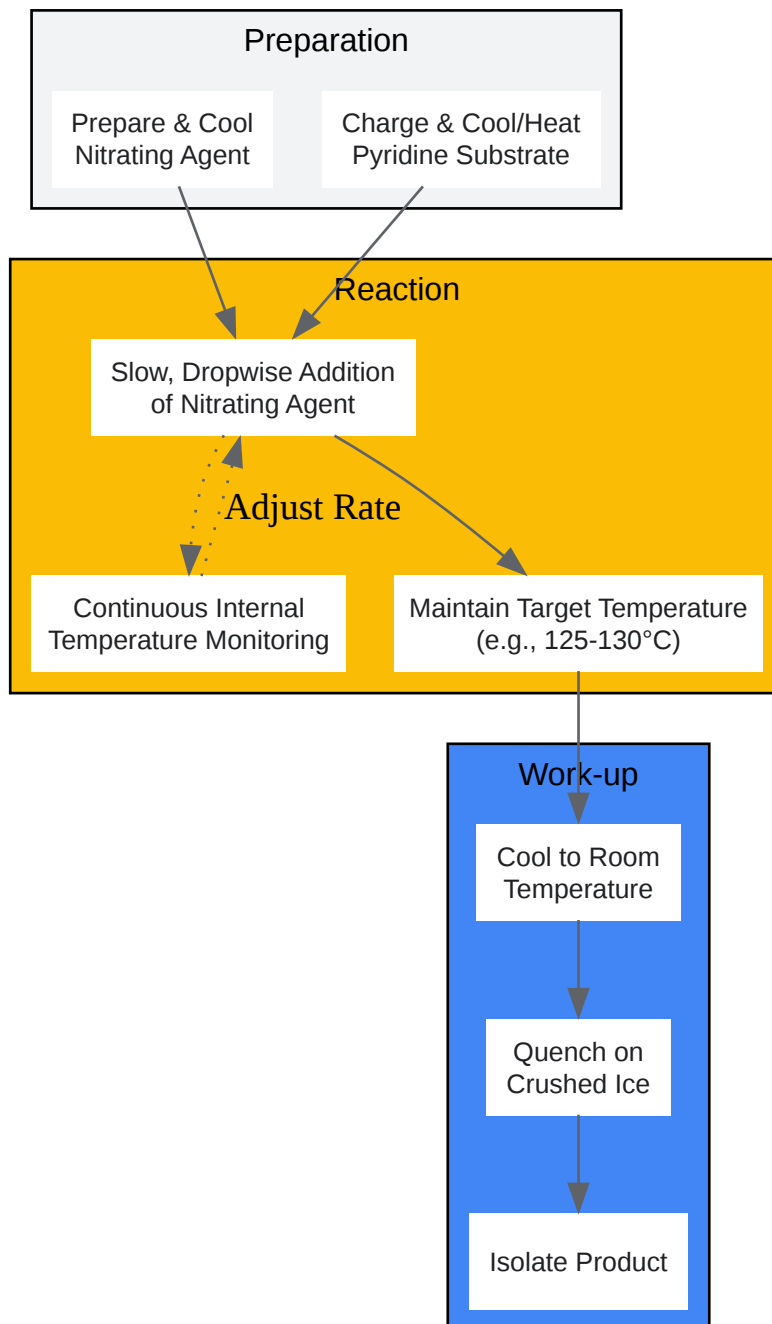 Preparation
Prepare & Cool
Nitrating Agent
Charge & Cool/Heat
Pyridine Substrate
Reaction
Slow, Dropwise Addition
of Nitrating Agent
Adjust Rate
Continuous Internal
Temperature Monitoring
Maintain Target Temperature
(e.g., 125-130°C)
Work-up
Cool to Room
Temperature
Quench on
Crushed Ice
Isolate Product